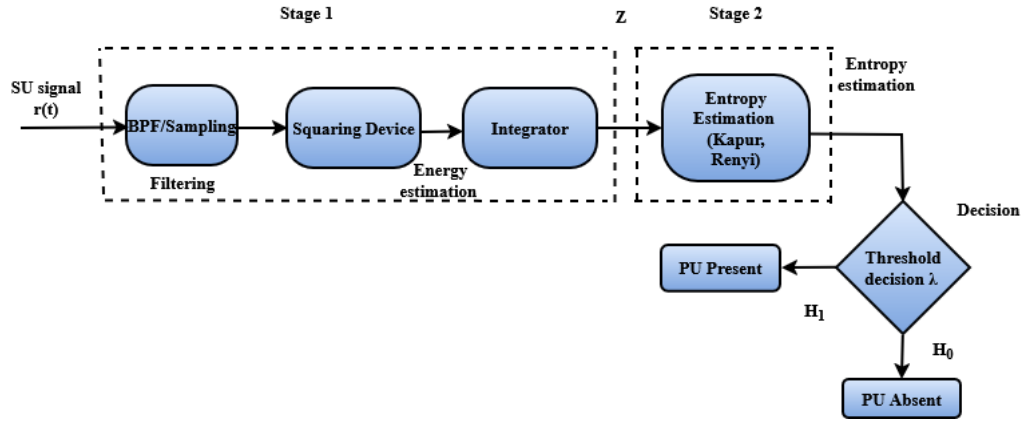 Stage 1
Z
Stage 2
SU signal
r(t)
BPF/Sampling
Filtering
Squaring Device
Energy
estimation
Integrator
Entropy
Estimation
(Kapur,
Renyi)
Entropy
estimation
Decision
Threshold
decision λ
PU Present
H₁
H₀
PU Absent